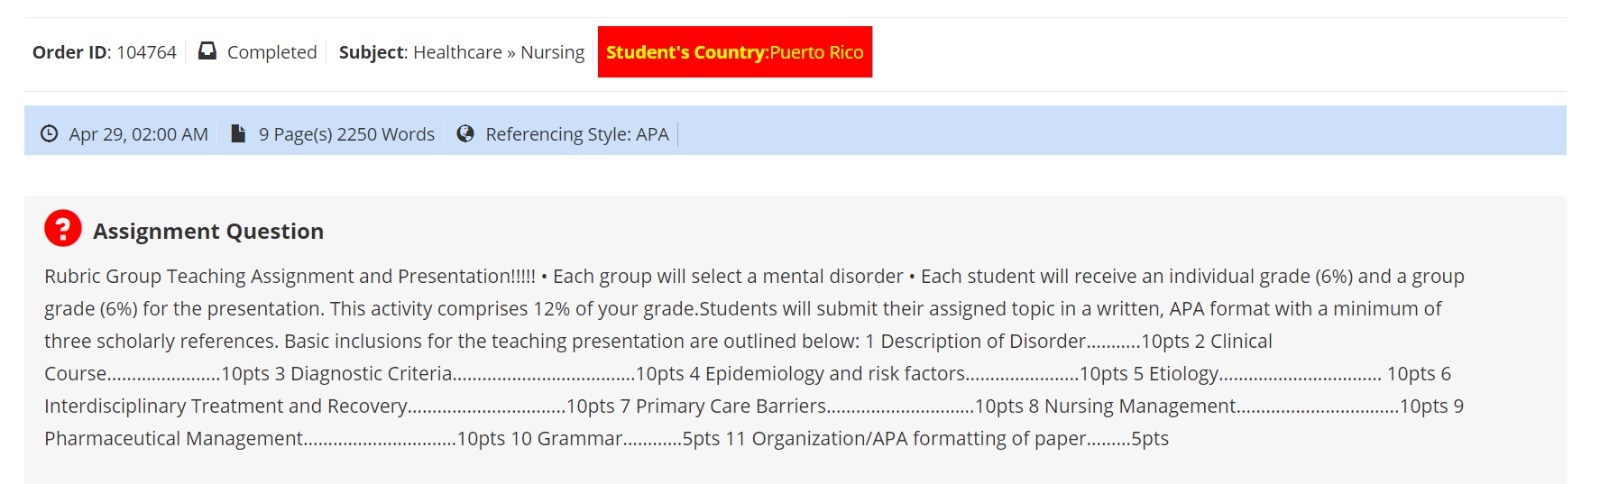 Order ID: 104764 Completed Subject: Healthcare » Nursing Student's Country:Puerto Rico
Apr 29, 02:00 AM 9 Page(s) 2250 Words Referencing Style: APA
? Assignment Question
Rubric Group Teaching Assignment and Presentation!!!!! • Each group will select a mental disorder • Each student will receive an individual grade (6%) and a group
grade (6%) for the presentation. This activity comprises 12% of your grade.Students will submit their assigned topic in a written, APA format with a minimum of
three scholarly references. Basic inclusions for the teaching presentation are outlined below: 1 Description of Disorder...........10pts 2 Clinical
Course.......................10pts 3 Diagnostic Criteria.....................................10pts 4 Epidemiology and risk factors.......................10pts 5 Etiology................................. 10pts 6
Interdisciplinary Treatment and Recovery................................10pts 7 Primary Care Barriers..............................10pts 8 Nursing Management.................................10pts 9
Pharmaceutical Management...............................10pts 10 Grammar............5pts 11 Organization/APA formatting of paper.........5pts